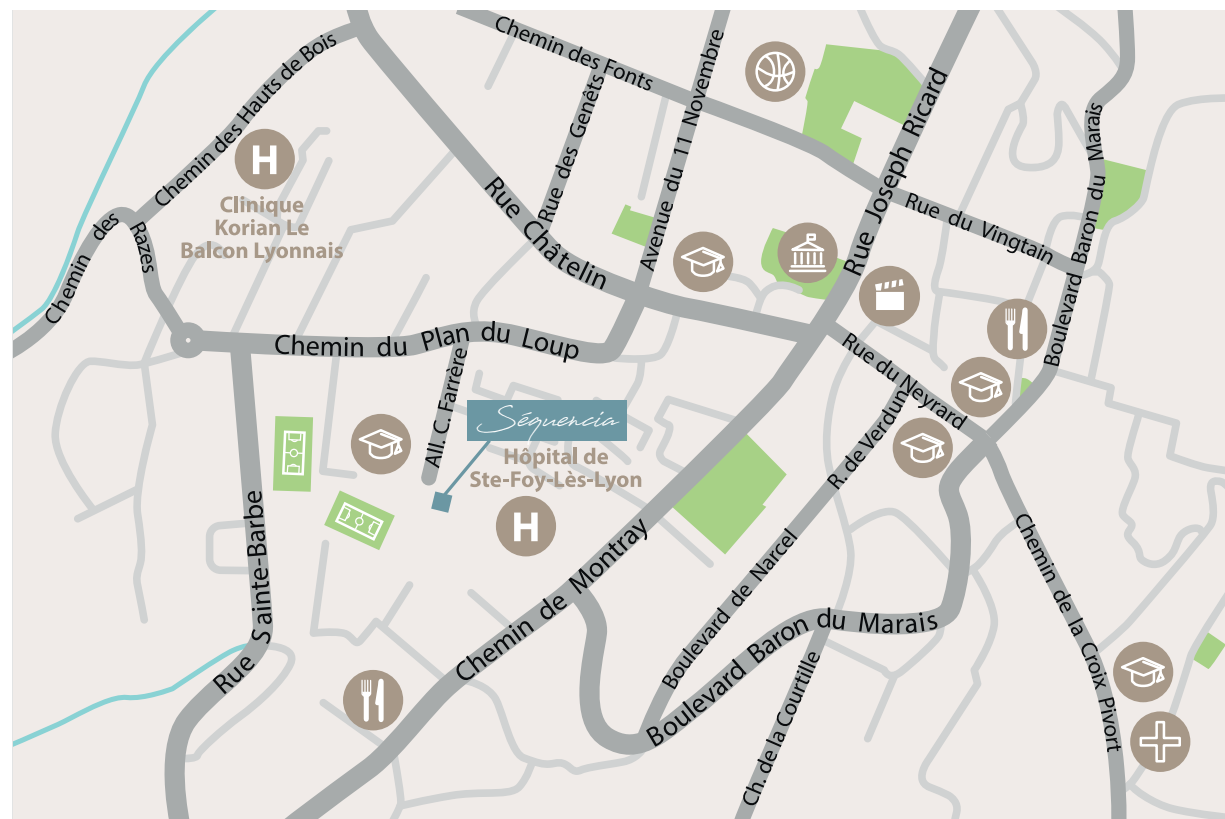 Chemin des Fonts
Chemin des Hauts de Bois
Rue des Genêts
Avenue du 11 Novembre
Rue Joseph Ricard
Boulevard Baron du Marais
H
Clinique
Korian Le
Balcon Lyonnais
Rue Châtelin
Rue du Vingtain
Chemin des Razes
Chemin du Plan du Loup
Rue du Neyrard
All. C. Farrère
R. de Verdun
Séquencia
Hôpital de
Ste-Foy-Lès-Lyon
H
Rue Sainte-Barbe
Chemin de Montray
Boulevard de Narcel
Boulevard Baron du Marais
Chemin de la Croix Pivort
Ch. de la Courtille